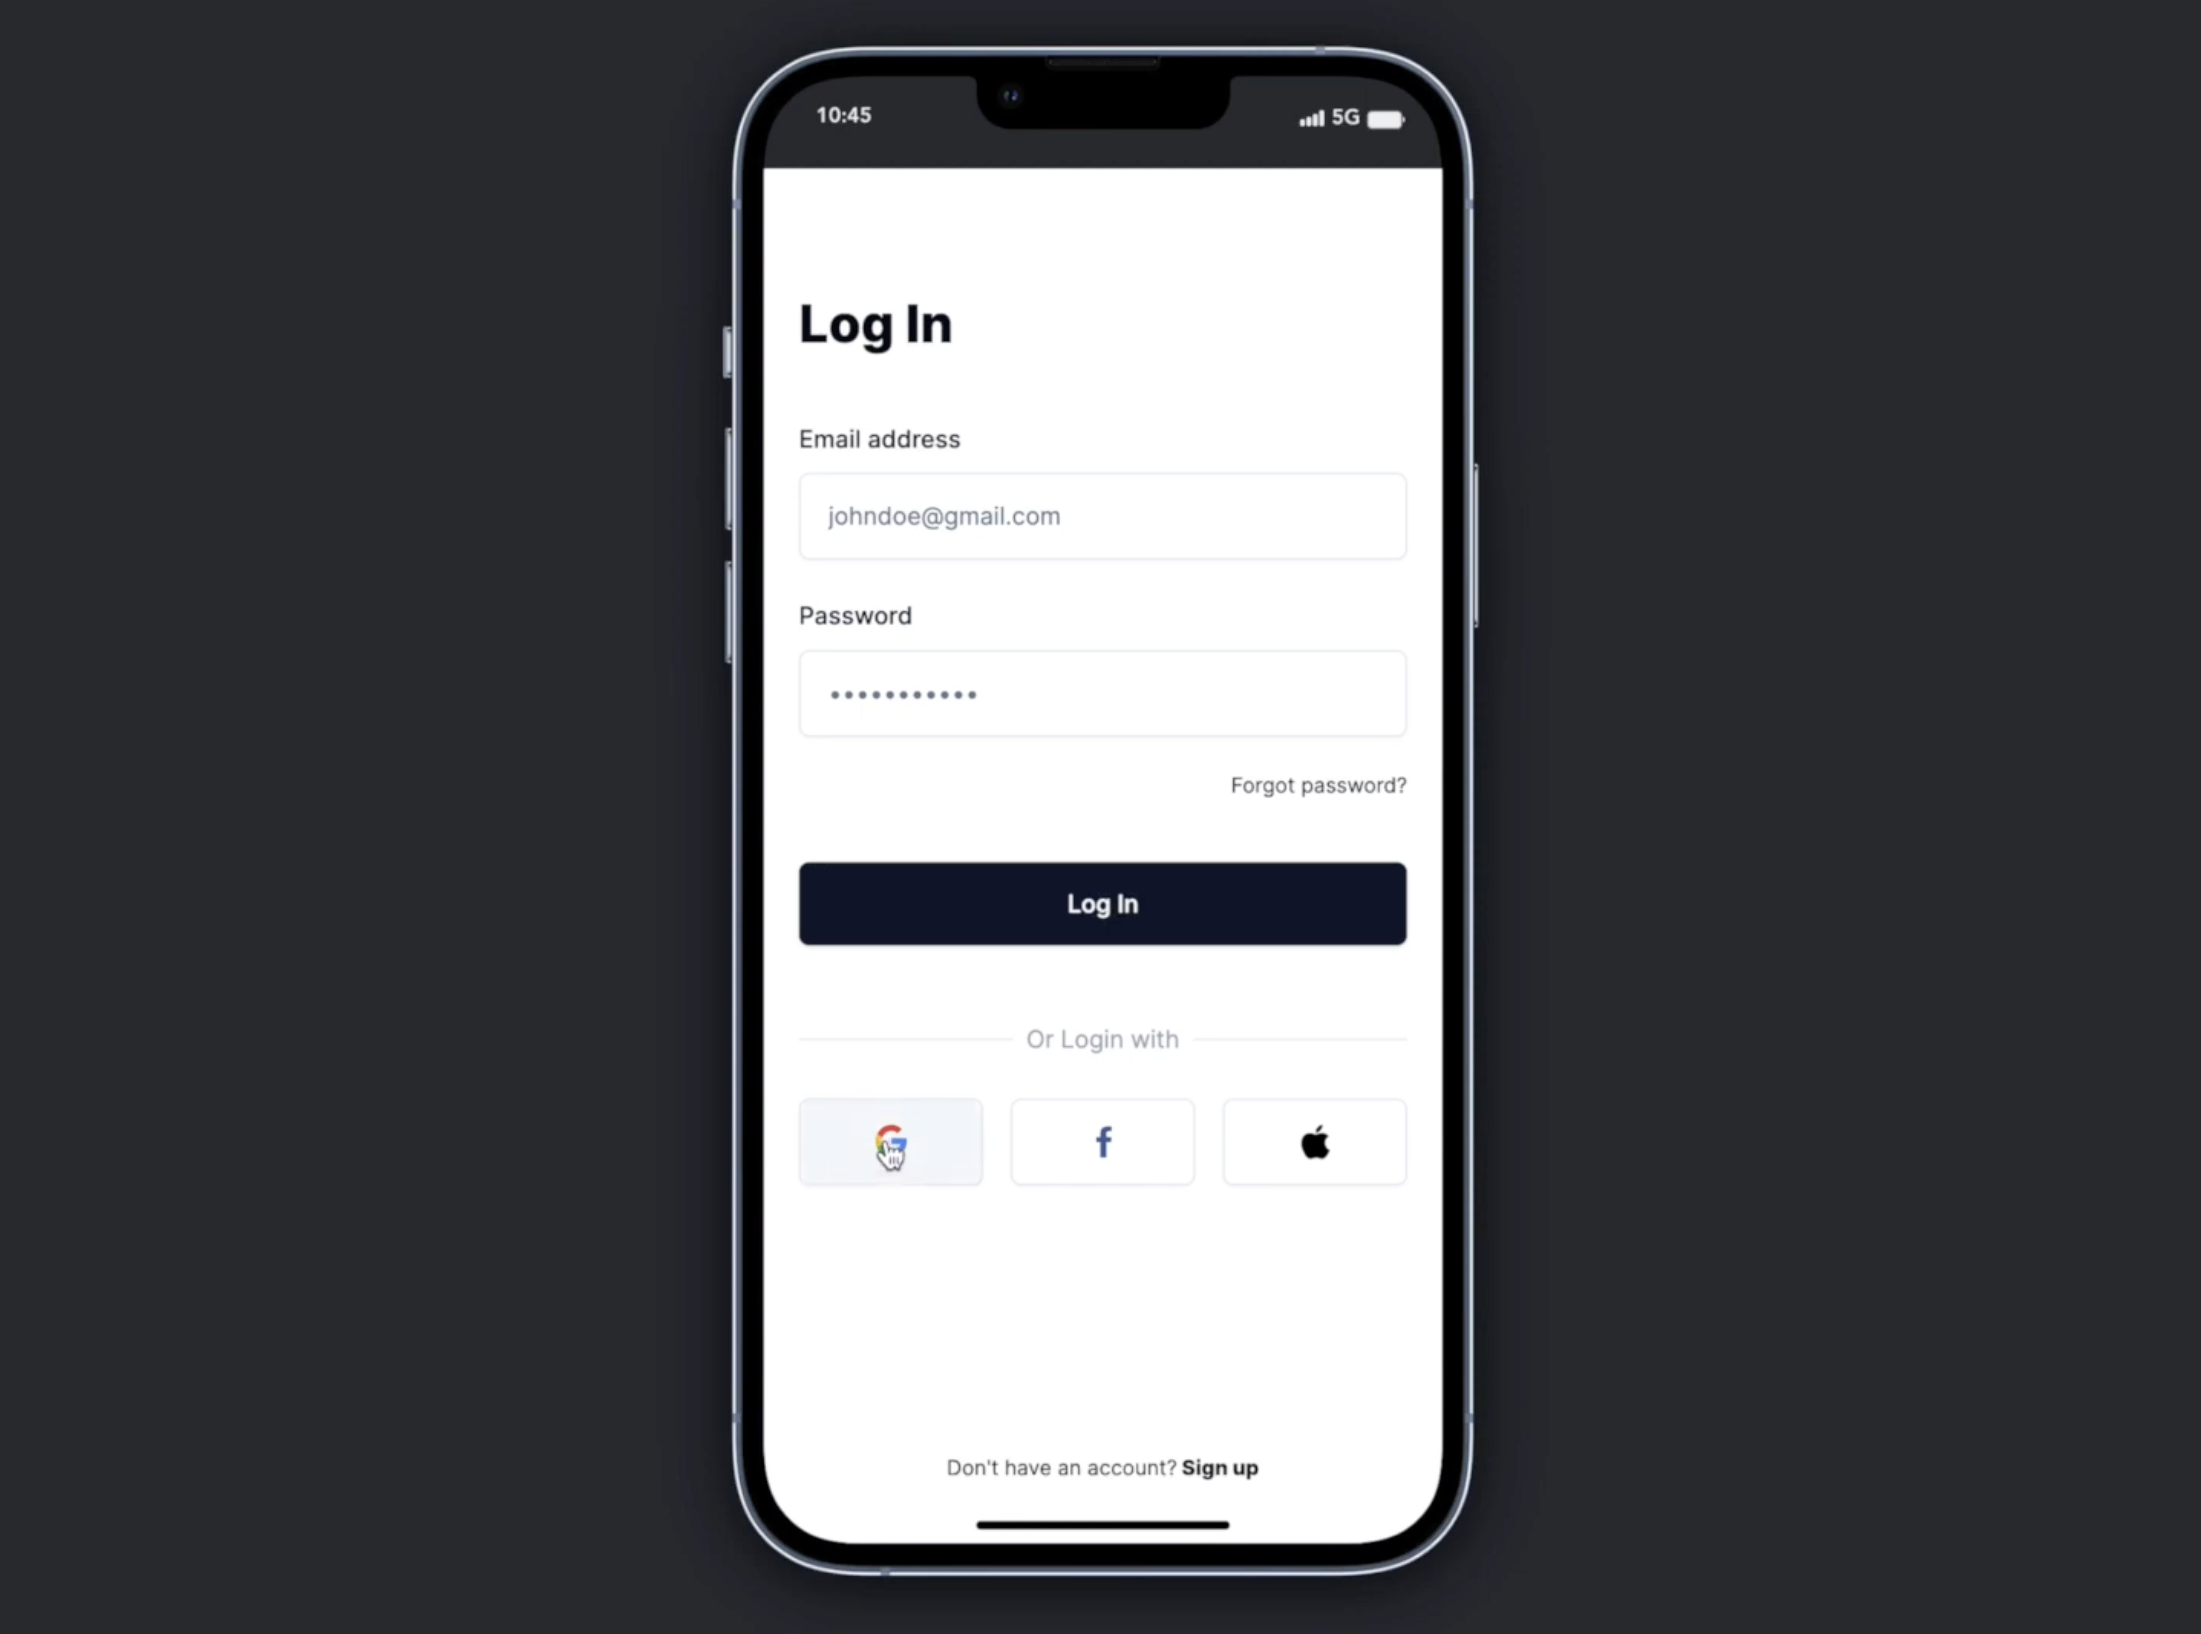 10:45
5G
Log In
Email address
johndoe@gmail.com
Password
•••••••••••
Forgot password?
Log In
Or Login with
Don't have an account? Sign up